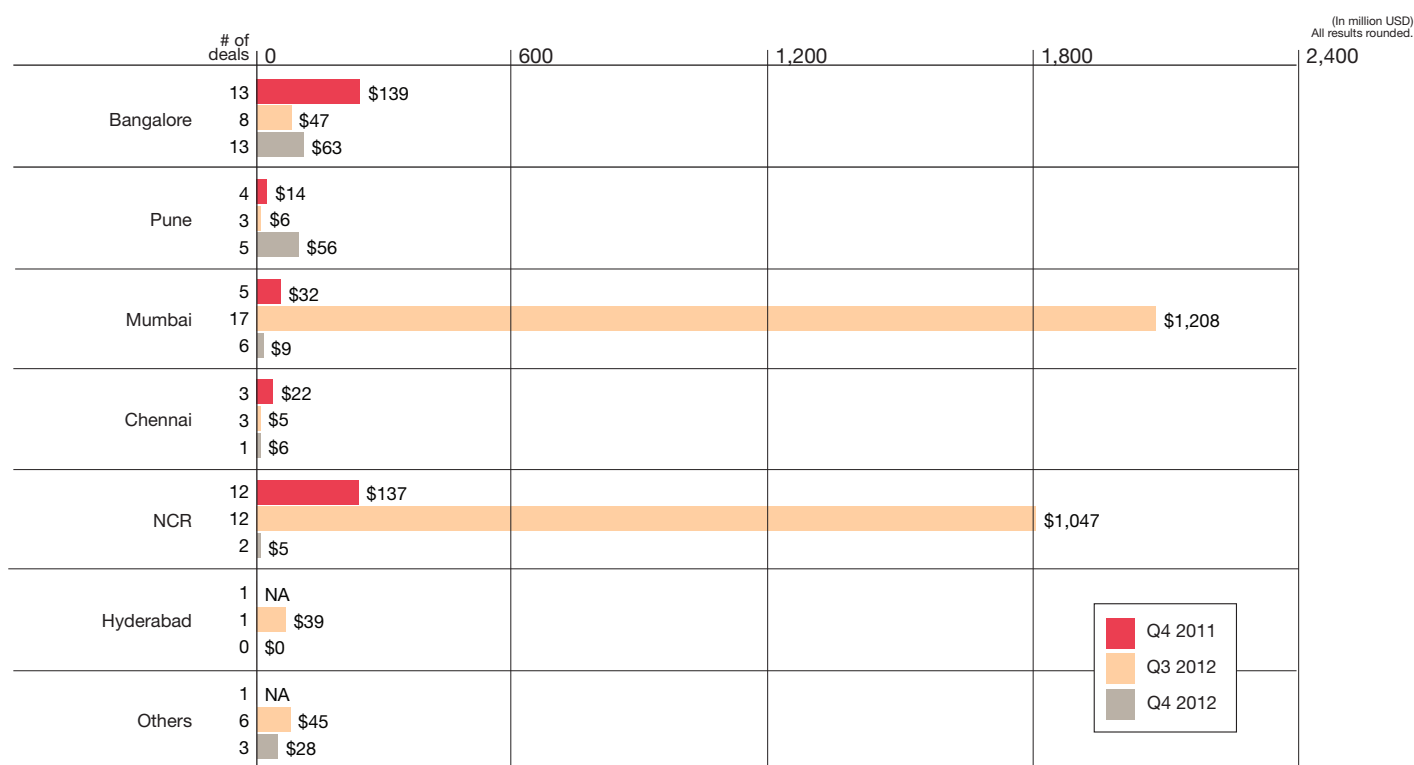 (In million USD)
All results rounded.
# of
deals 0 600 1,200 1,800 2,400
13 $139
Bangalore 8 $47
13 $63
4 $14
Pune 3 $6
5 $56
5 $32
Mumbai 17 $1,208
6 $9
3 $22
Chennai 3 $5
1 $6
12 $137
NCR 12 $1,047
2 $5
1 NA
Hyderabad 1 $39
0 $0
1 NA
Others 6 $45
3 $28
Q4 2011
Q3 2012
Q4 2012